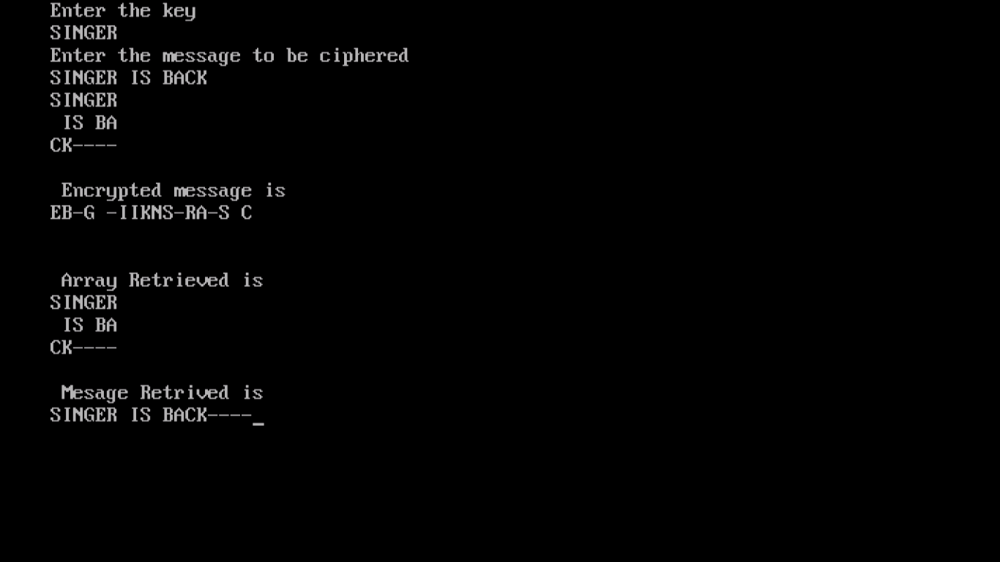 Enter the key
SINGER
Enter the message to be ciphered
SINGER IS BACK
SINGER
 IS BA
CK----
 Encrypted message is
EB-G -IIKNS-RA-S C
 Array Retrieved is
SINGER
 IS BA
CK----
 Mesage Retrived is
SINGER IS BACK----_